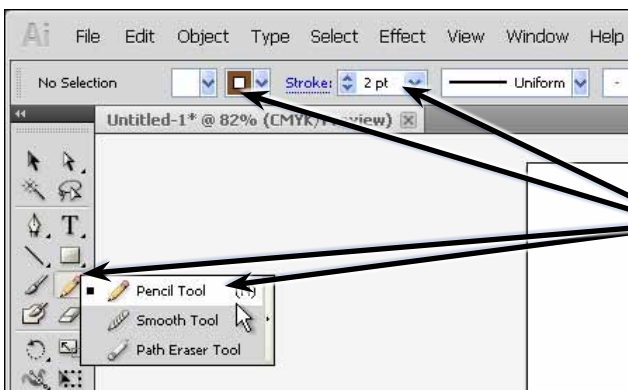 Ai File Edit Object Type Select Effect View Window Help
No Selection Stroke: 2 pt Uniform
Untitled-1* @ 82% (CMYK/Preview)
T
Pencil Tool (N)
Smooth Tool
Path Eraser Tool